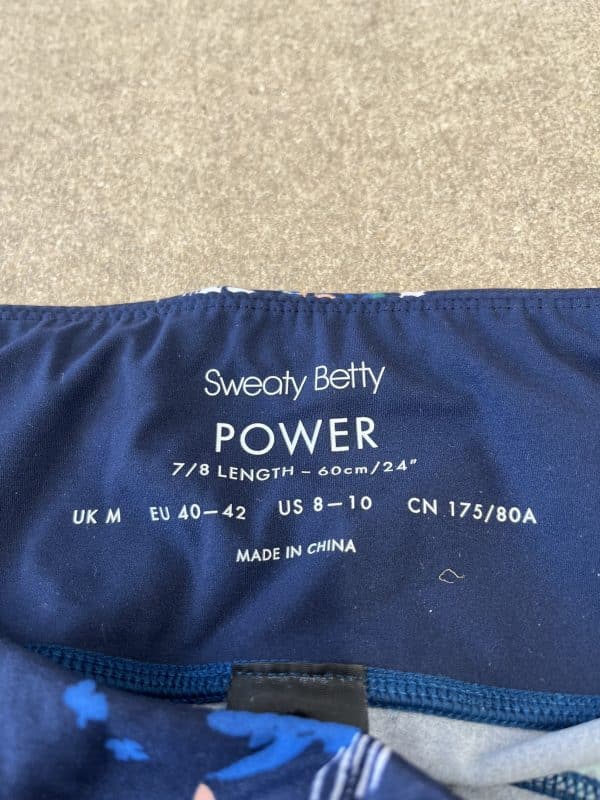 Sweaty Betty
POWER
7/8 LENGTH – 60cm/24"
UK M EU 40–42 US 8–10 CN 175/80A
MADE IN CHINA